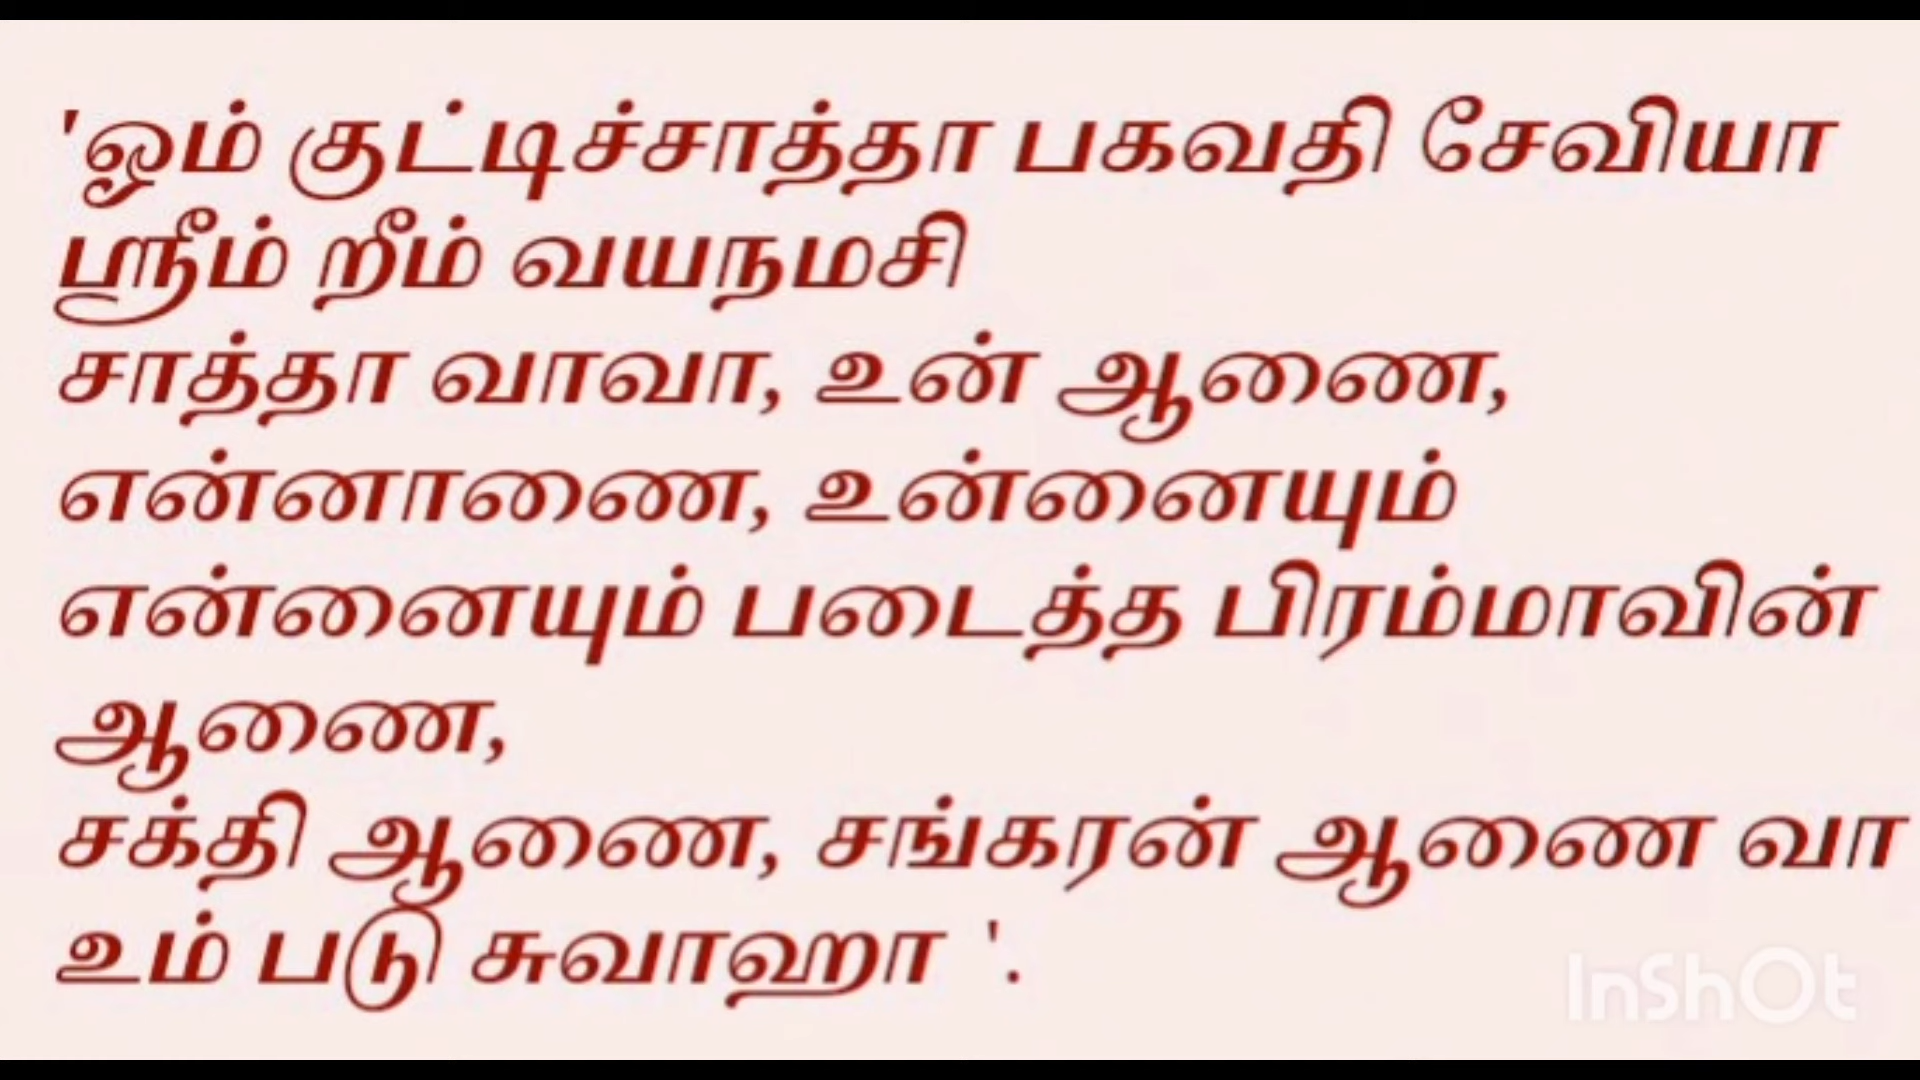 'ஓம் குட்டிச்சாத்தா பகவதி சேவியா
ஸ்ரீம் றீம் வயநமசி
சாத்தா வாவா, உன் ஆணை,
என்னாணை, உன்னையும்
என்னையும் படைத்த பிரம்மாவின்
ஆணை,
சக்தி ஆணை, சங்கரன் ஆணை வா
உம் படு சுவாஹா '.
InShOt